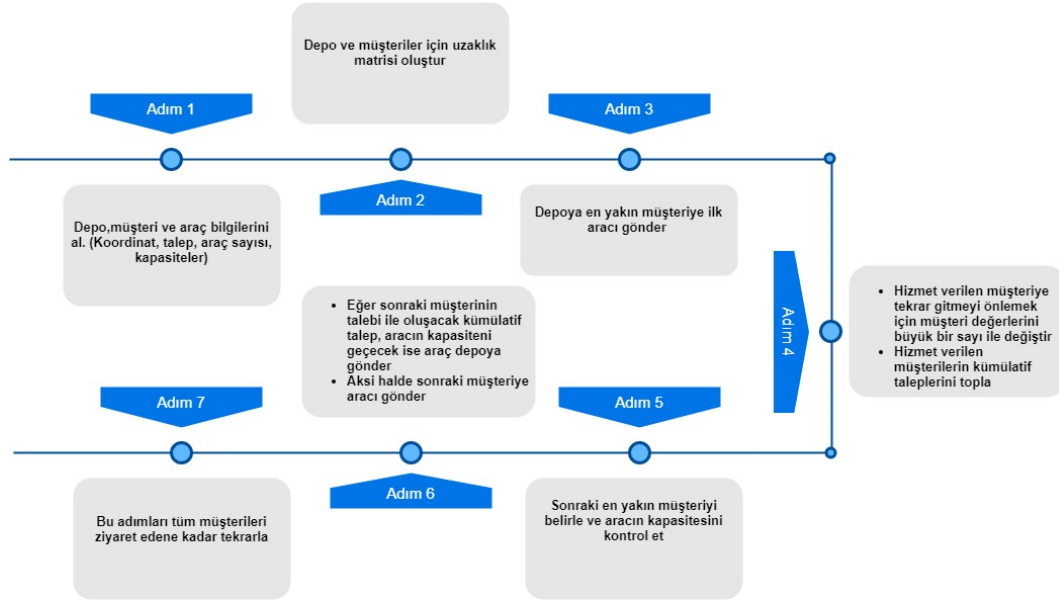 Adım 1
Depo,müşteri ve araç bilgilerini
al. (Koordinat, talep, araç sayısı,
kapasiteler)
Depo ve müşteriler için uzaklık
matrisi oluştur
Adım 2
Adım 3
Depoya en yakın müşteriye ilk
aracı gönder
Adım 4
• Hizmet verilen müşteriye
tekrar gitmeyi önlemek
için müşteri değerlerini
büyük bir sayı ile değiştir
• Hizmet verilen
müşterilerin kümülatif
taleplerini topla
Adım 5
Sonraki en yakın müşteriyi
belirle ve aracın kapasitesini
kontrol et
• Eğer sonraki müşterinin
talebi ile oluşacak kümülatif
talep, aracın kapasiteni
geçecek ise araç depoya
gönder
• Aksi halde sonraki müşteriye
aracı gönder
Adım 6
Adım 7
Bu adımları tüm müşterileri
ziyaret edene kadar tekrarla